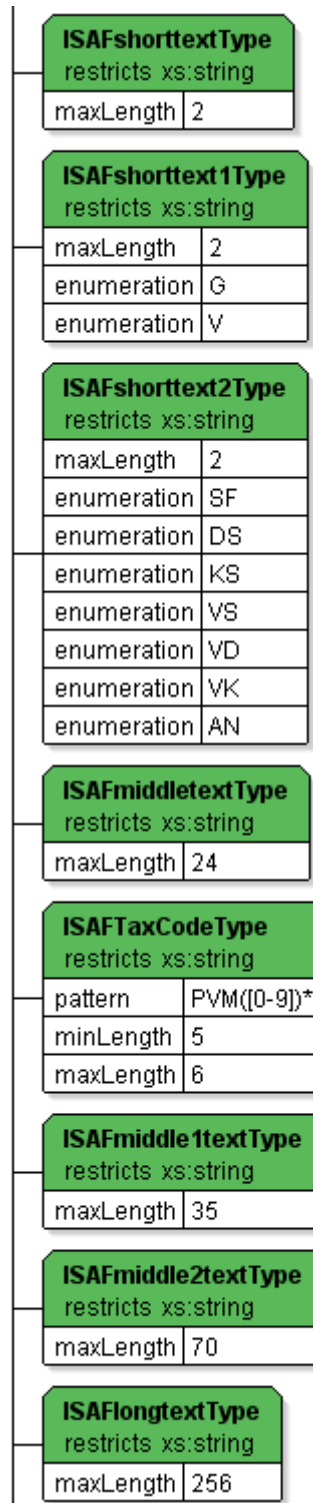 ISAFshorttextType
restricts xs:string
maxLength 2
ISAFshorttext1Type
restricts xs:string
maxLength 2
enumeration G
enumeration V
ISAFshorttext2Type
restricts xs:string
maxLength 2
enumeration SF
enumeration DS
enumeration KS
enumeration VS
enumeration VD
enumeration VK
enumeration AN
ISAFmiddletextType
restricts xs:string
maxLength 24
ISAFTaxCodeType
restricts xs:string
pattern PVM([0-9])*
minLength 5
maxLength 6
ISAFmiddle1textType
restricts xs:string
maxLength 35
ISAFmiddle2textType
restricts xs:string
maxLength 70
ISAFlongtextType
restricts xs:string
maxLength 256